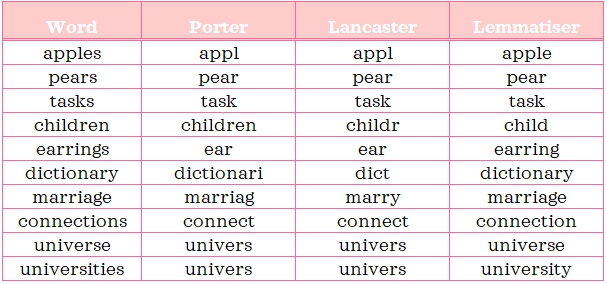 Word Porter Lancaster Lemmatiser
apples appl appl apple
pears pear pear pear
tasks task task task
children children childr child
earrings ear ear earring
dictionary dictionari dict dictionary
marriage marriag marry marriage
connections connect connect connection
universe univers univers universe
universities univers univers university